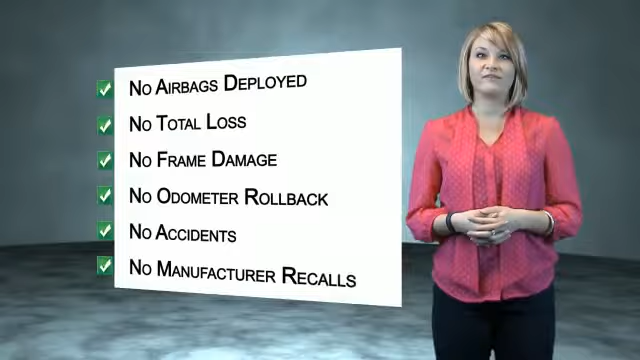 No Airbags Deployed
No Total Loss
No Frame Damage
No Odometer Rollback
No Accidents
No Manufacturer Recalls